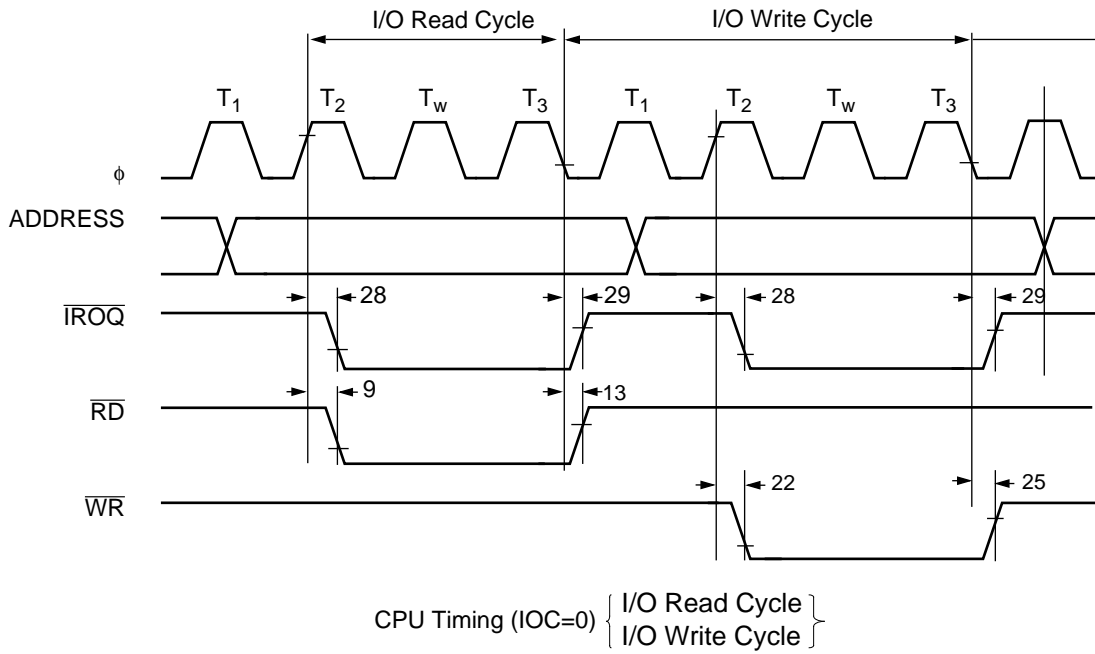 I/O Read Cycle I/O Write Cycle
T1 T2 Tw T3 T1 T2 Tw T3
ϕ
ADDRESS
28 29 28 29
IROQ
9 13
RD
22 25
WR
CPU Timing (IOC=0) { I/O Read Cycle
I/O Write Cycle }